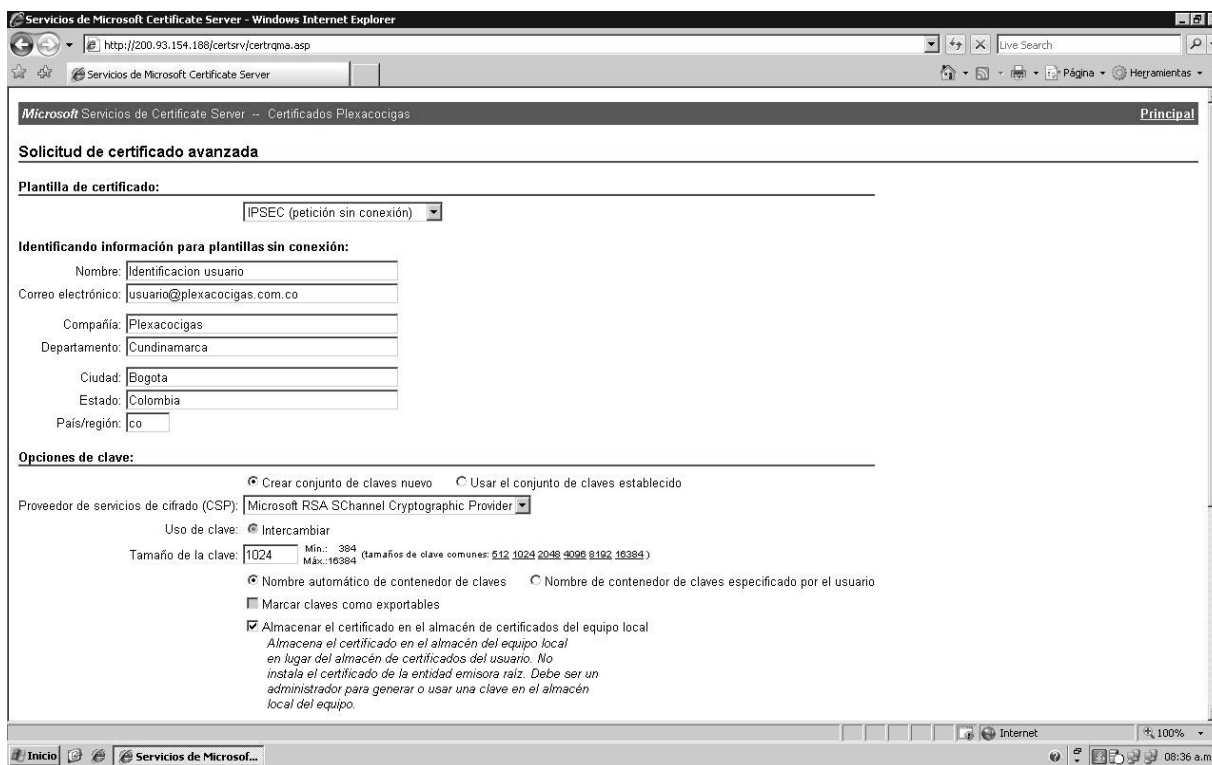 Servicios de Microsoft Certificate Server - Windows Internet Explorer
http://200.93.154.188/certsrv/certrqma.asp
Live Search
Servicios de Microsoft Certificate Server
Página
Herramientas
Microsoft Servicios de Certificate Server -- Certificados Plexacocigas
Principal
Solicitud de certificado avanzada
Plantilla de certificado:
IPSEC (petición sin conexión)
Identificando información para plantillas sin conexión:
Nombre: Identificacion usuario
Correo electrónico: usuario@plexacocigas.com.co
Compañía: Plexacocigas
Departamento: Cundinamarca
Ciudad: Bogota
Estado: Colombia
País/región: co
Opciones de clave:
Crear conjunto de claves nuevo Usar el conjunto de claves establecido
Proveedor de servicios de cifrado (CSP): Microsoft RSA SChannel Cryptographic Provider
Uso de clave: Intercambiar
Tamaño de la clave: 1024 Mín.: 384 Máx.:16384 (tamaños de clave comunes: 512 1024 2048 4096 8192 16384 )
Nombre automático de contenedor de claves Nombre de contenedor de claves especificado por el usuario
Marcar claves como exportables
Almacenar el certificado en el almacén de certificados del equipo local
Almacena el certificado en el almacén del equipo local
en lugar del almacén de certificados del usuario. No
instala el certificado de la entidad emisora raíz. Debe ser un
administrador para generar o usar una clave en el almacén
local del equipo.
Internet
100%
Inicio
Servicios de Microsof...
08:36 a.m